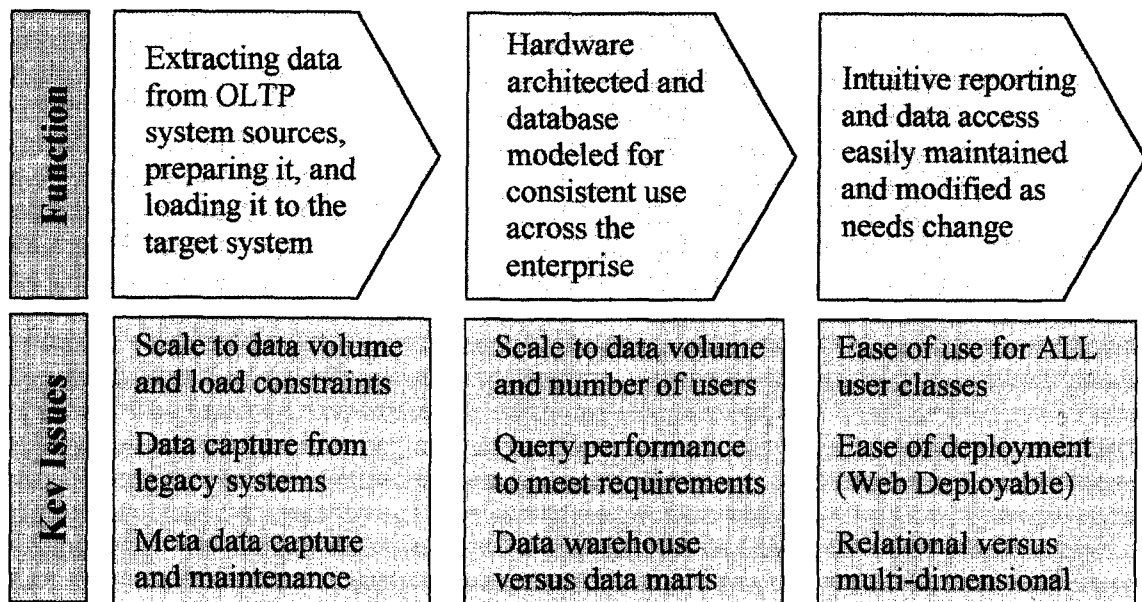 Function
Extracting data
from OLTP
system sources,
preparing it, and
loading it to the
target system
Hardware
architected and
database
modeled for
consistent use
across the
enterprise
Intuitive reporting
and data access
easily maintained
and modified as
needs change
Key Issues
Scale to data volume
and load constraints
Data capture from
legacy systems
Meta data capture
and maintenance
Scale to data volume
and number of users
Query performance
to meet requirements
Data warehouse
versus data marts
Ease of use for ALL
user classes
Ease of deployment
(Web Deployable)
Relational versus
multi-dimensional